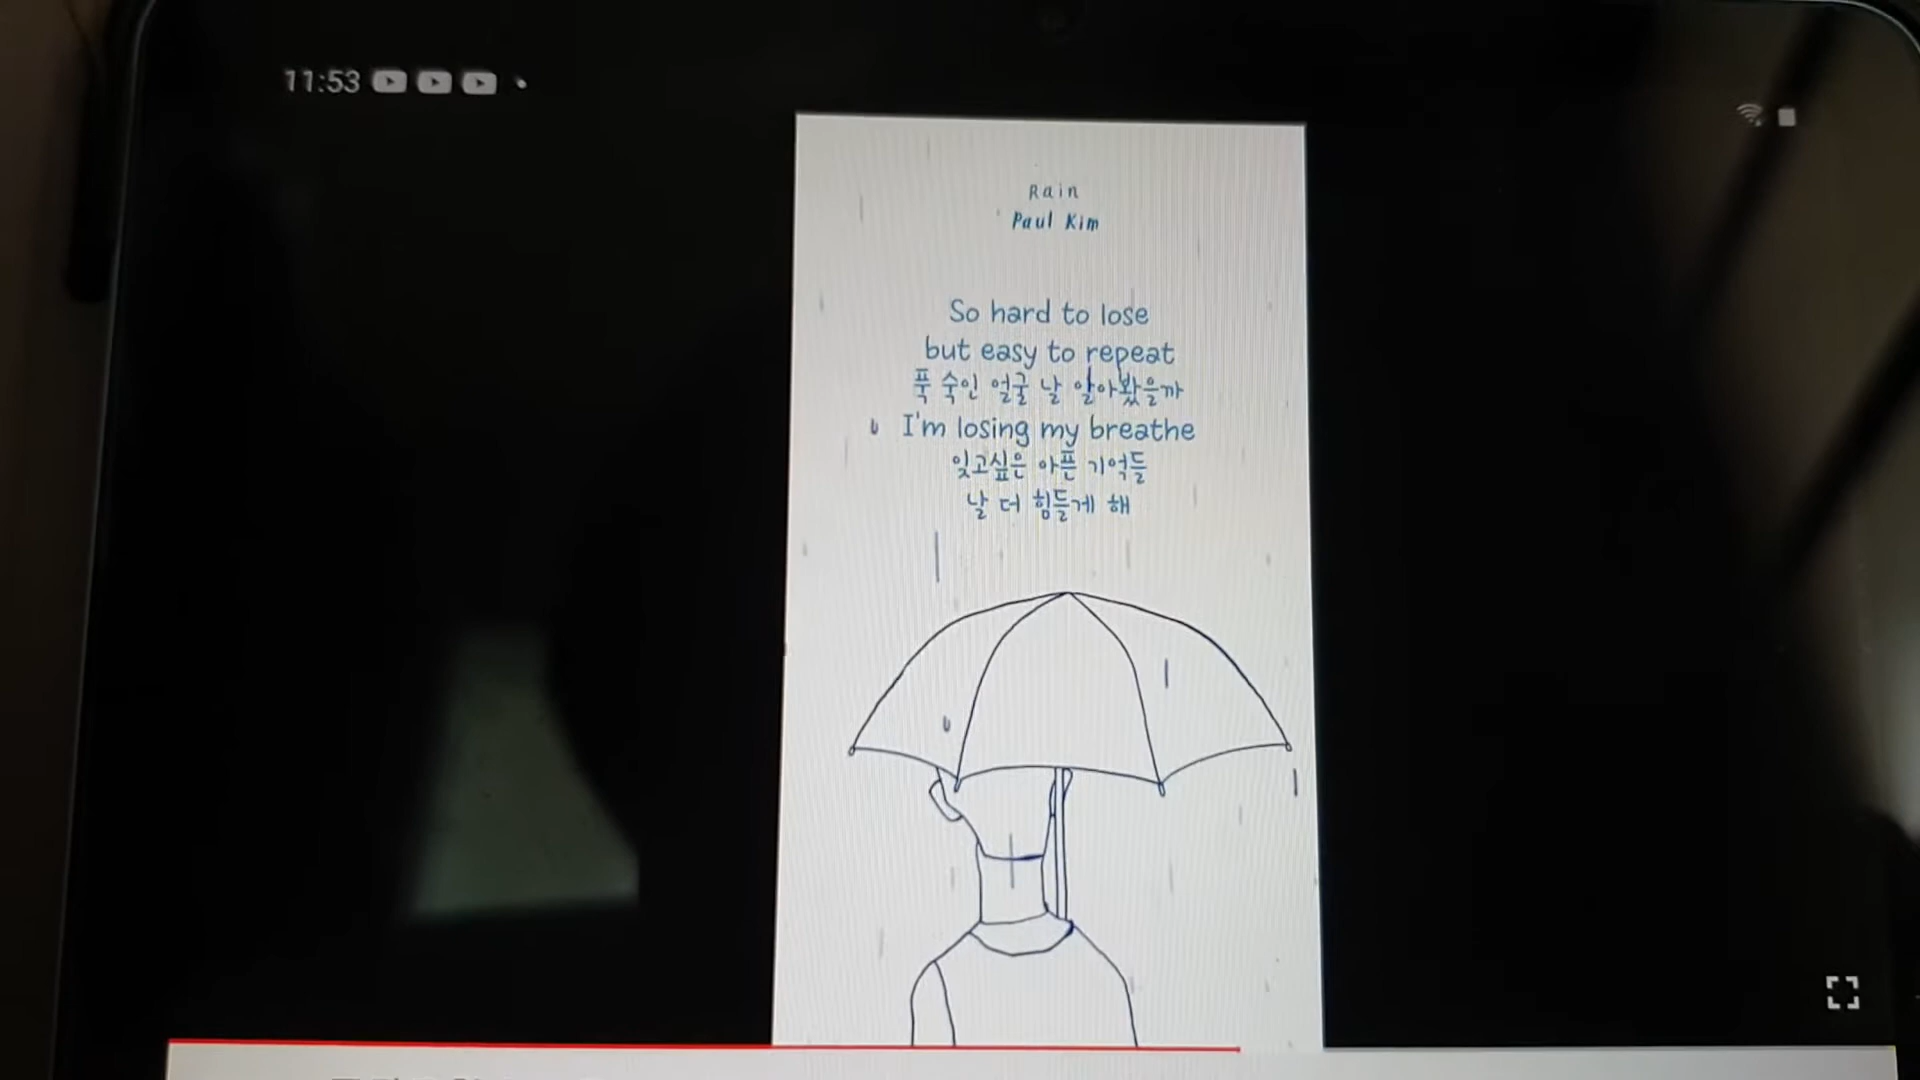 11:53
Rain
Paul Kim
So hard to lose
but easy to repeat
푹 숙인 얼굴 날 알아봤을까
I'm losing my breathe
잊고싶은 아픈 기억들
날 더 힘들게 해